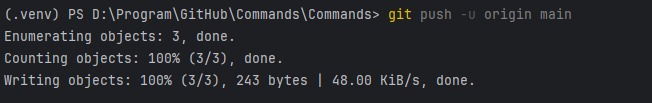 (.venv) PS D:\Program\GitHub\Commands\Commands> git push -u origin main
Enumerating objects: 3, done.
Counting objects: 100% (3/3), done.
Writing objects: 100% (3/3), 243 bytes | 48.00 KiB/s, done.